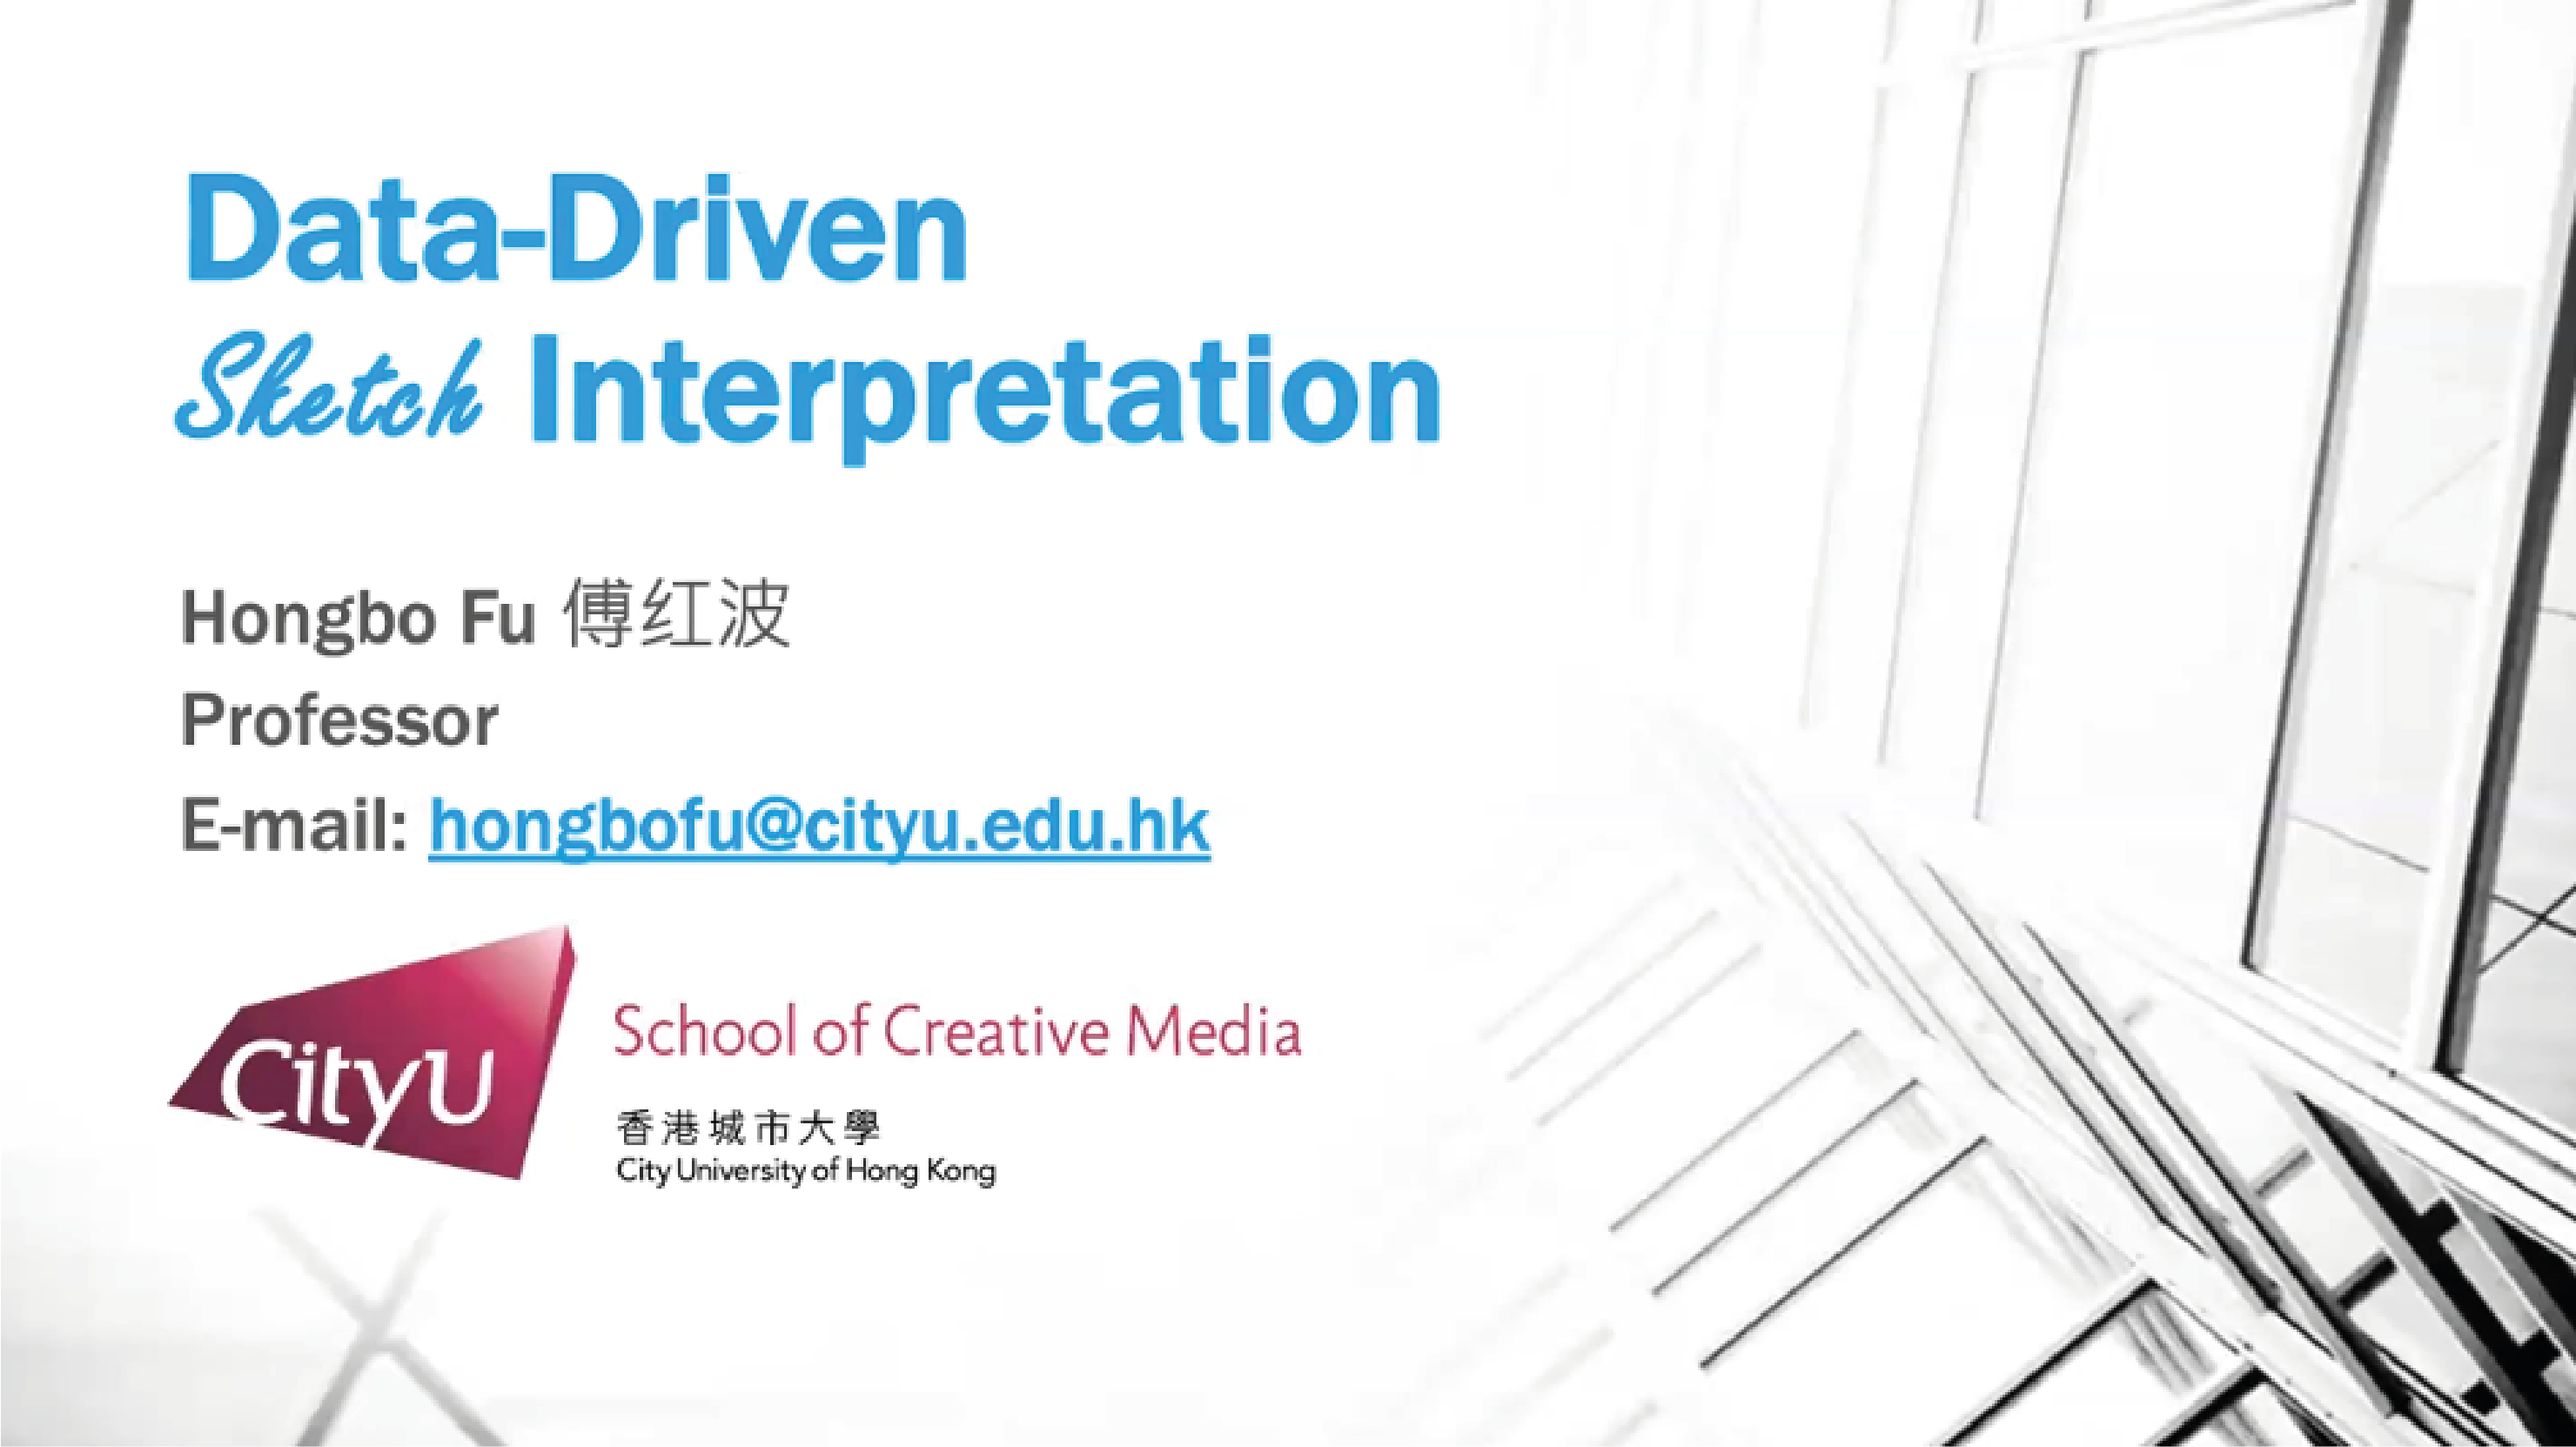 Data-Driven
Sketch Interpretation
Hongbo Fu 傅红波
Professor
E-mail: hongbofu@cityu.edu.hk
CityU
School of Creative Media
香港城市大學
City University of Hong Kong